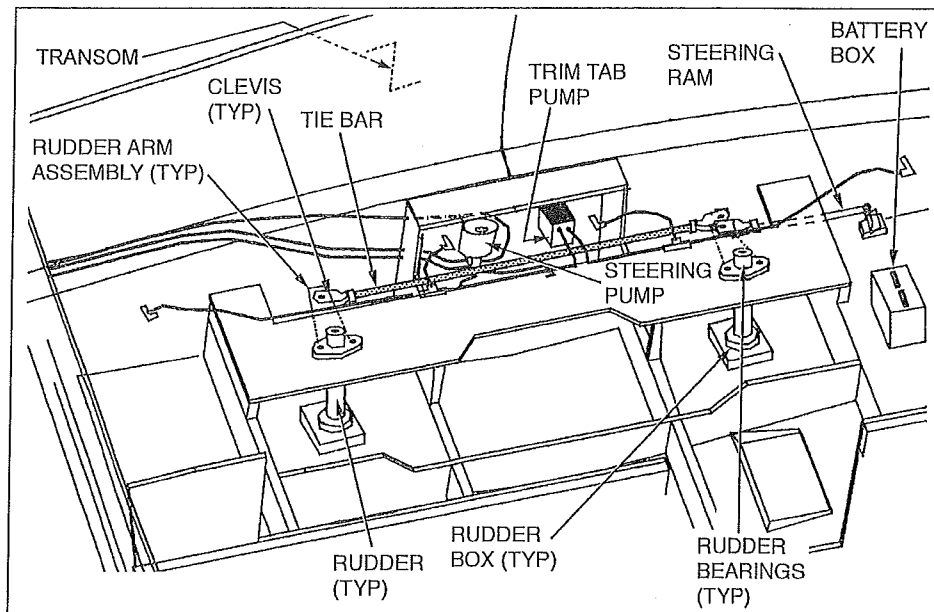 TRANSOM
CLEVIS
(TYP)
TIE BAR
RUDDER ARM
ASSEMBLY (TYP)
TRIM TAB
PUMP
STEERING
RAM
BATTERY
BOX
STEERING
PUMP
RUDDER
(TYP)
RUDDER
BOX (TYP)
RUDDER
BEARINGS
(TYP)